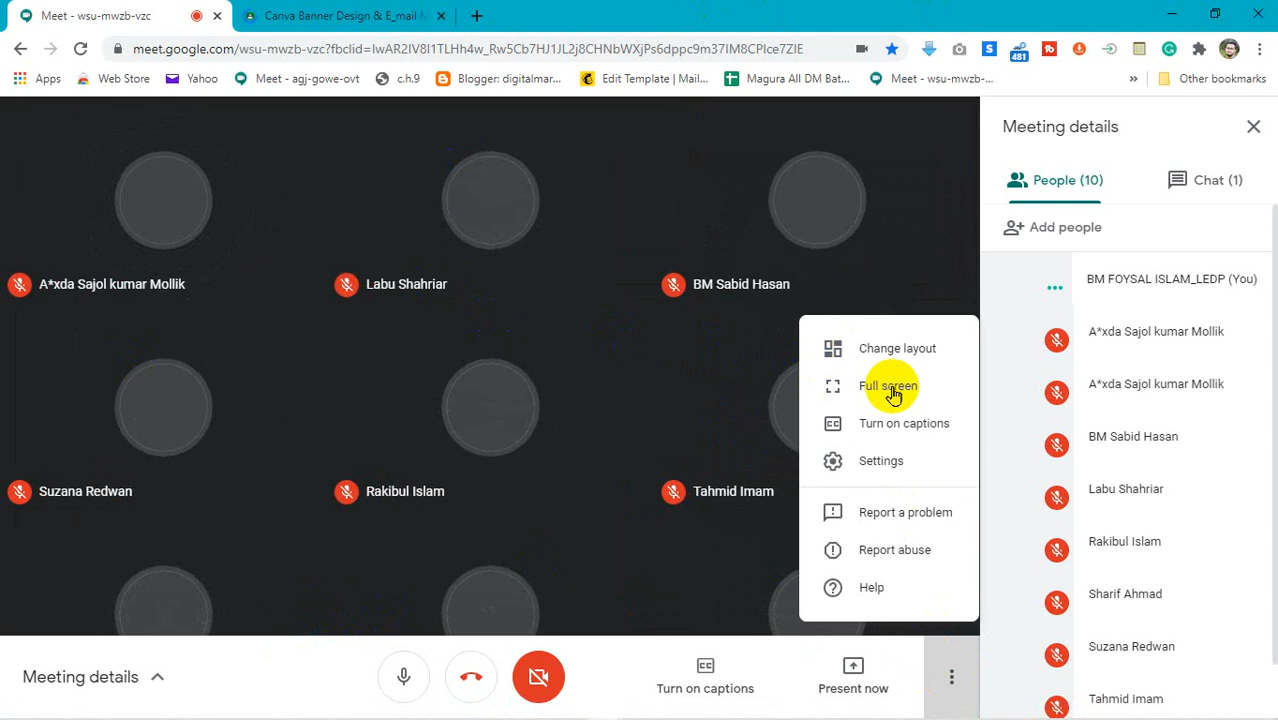 Meet - wsu-mwzb-vzc
Canva Banner Design & E_mail M
meet.google.com/wsu-mwzb-vzc?fbclid=IwAR2IV8I1TLHh4w_Rw5Cb7HJ1JL2j8CHNbWXjPs6dppc9m37IM8CPIce7ZIE
481
Apps
Web Store
Yahoo
Meet - agj-gowe-ovt
c.h.9
Blogger: digitalmar...
Edit Template | Mail...
Magura All DM Bat...
Meet - wsu-mwzb-...
»
Other bookmarks
Meeting details
People (10)
Chat (1)
Add people
BM FOYSAL ISLAM_LEDP (You)
A*xda Sajol kumar Mollik
A*xda Sajol kumar Mollik
BM Sabid Hasan
Labu Shahriar
Rakibul Islam
Sharif Ahmad
Suzana Redwan
Tahmid Imam
A*xda Sajol kumar Mollik
Labu Shahriar
BM Sabid Hasan
Suzana Redwan
Rakibul Islam
Tahmid Imam
Change layout
Full screen
Turn on captions
Settings
Report a problem
Report abuse
Help
Meeting details
Turn on captions
Present now